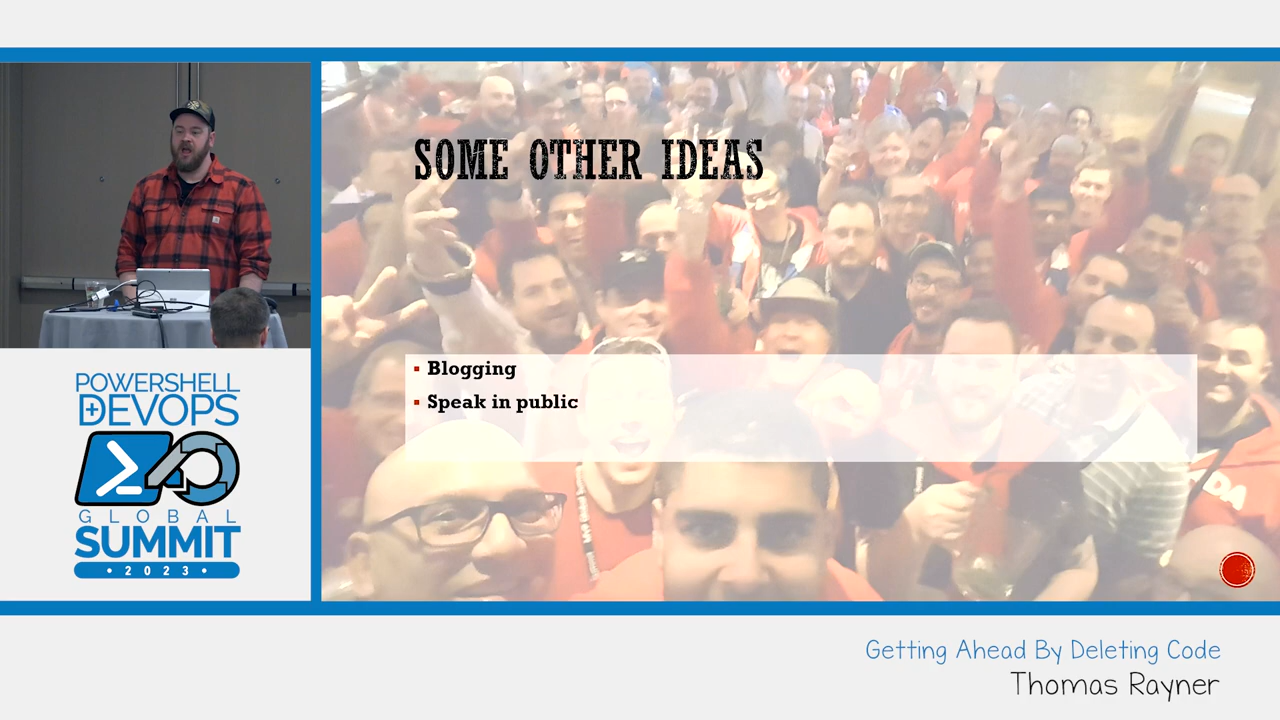 SOME OTHER IDEAS
Blogging
Speak in public
POWERSHELL
+DEVOPS
GLOBAL
SUMMIT
• 2023 •
Getting Ahead By Deleting Code
Thomas Rayner